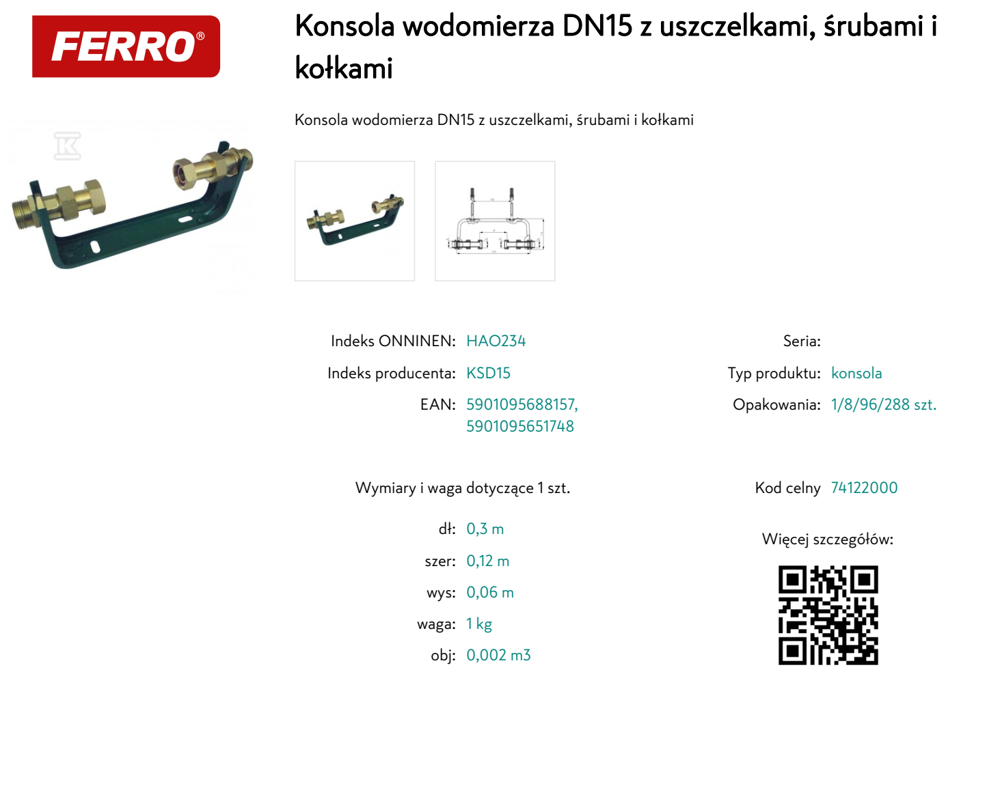 FERRO®
Konsola wodomierza DN15 z uszczelkami, śrubami i
kołkami
Konsola wodomierza DN15 z uszczelkami, śrubami i kołkami
K
Indeks ONNINEN: HAO234
Indeks producenta: KSD15
EAN: 5901095688157,
5901095651748
Seria:
Typ produktu: konsola
Opakowania: 1/8/96/288 szt.
Wymiary i waga dotyczące 1 szt.
dł: 0,3 m
szer: 0,12 m
wys: 0,06 m
waga: 1 kg
obj: 0,002 m3
Kod celny 74122000
Więcej szczegółów: